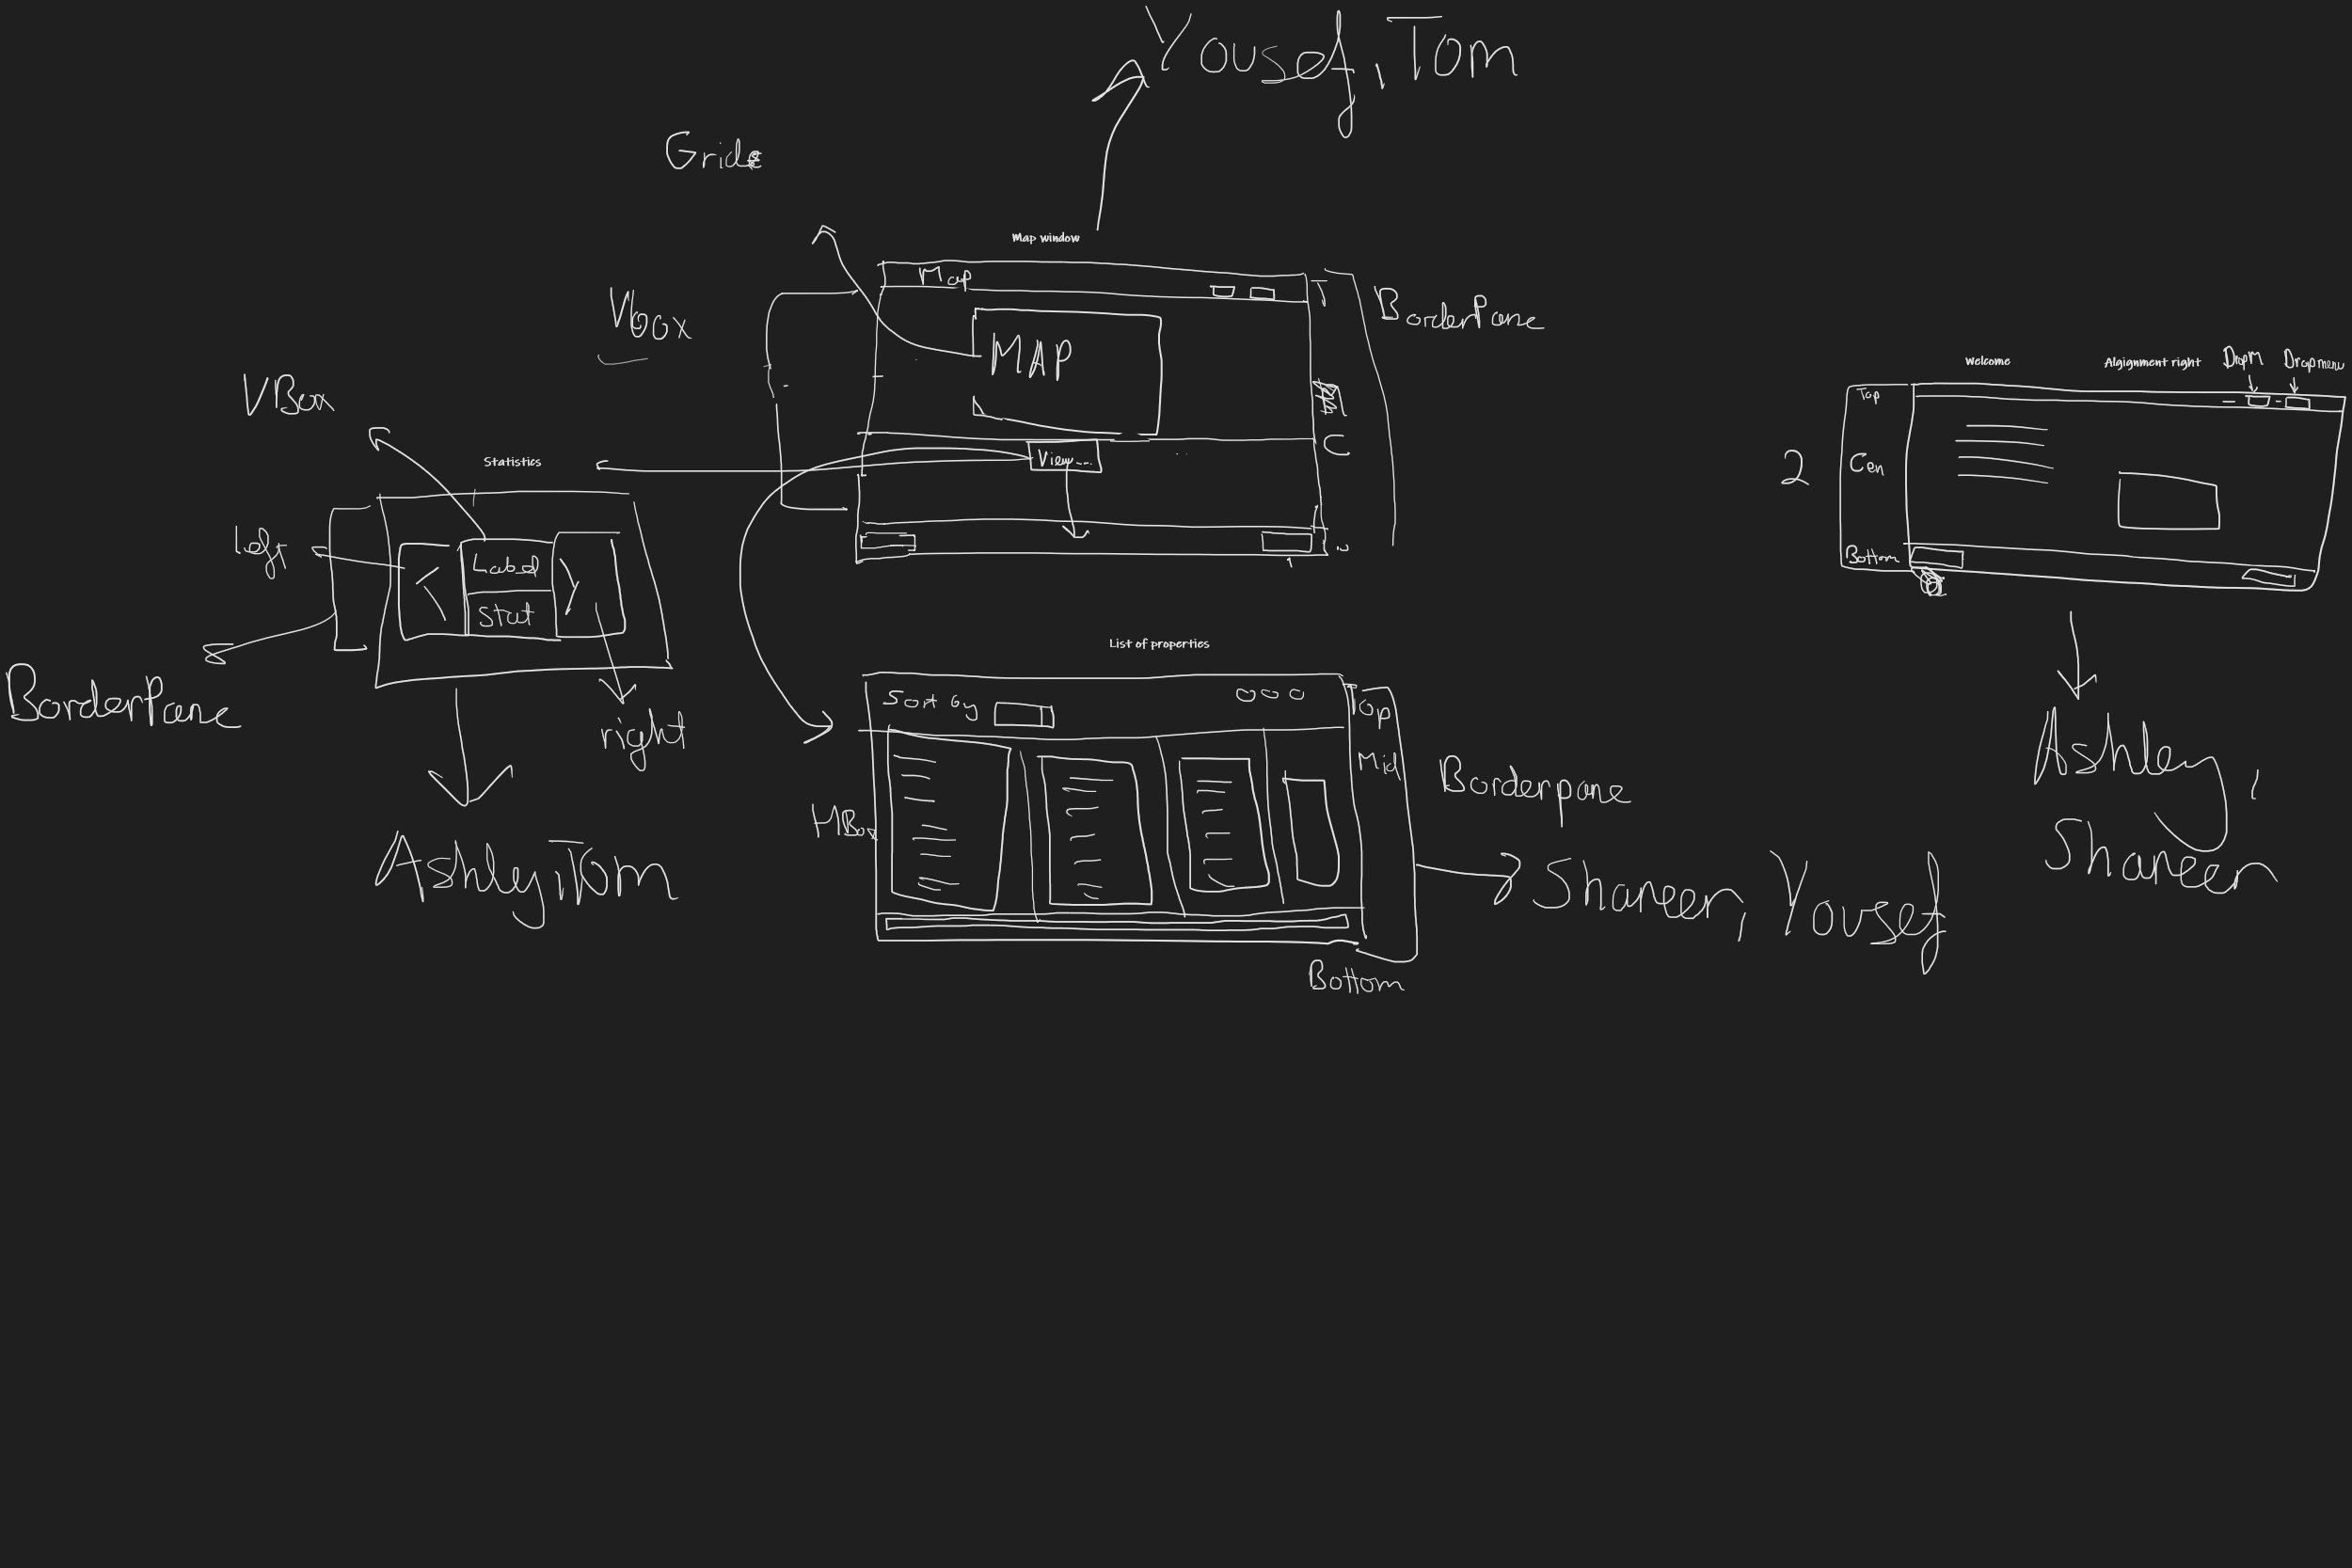 Yousef, Tom
Grids
Map window
Map
Vbox
BorderPane
T
MAP
C
View...
B
VBox
Statistics
Left
Label
Stat
BorderPane
right
Ashley, Tom
Welcome
Algignment right
DropM
Dropmenu
Top
2
Cen
Bottom
Ashley,
Shaneer
List of properties
Sort by
Top
Mid
HBox
Borderpane
Shaneer, Yousef
Bottom